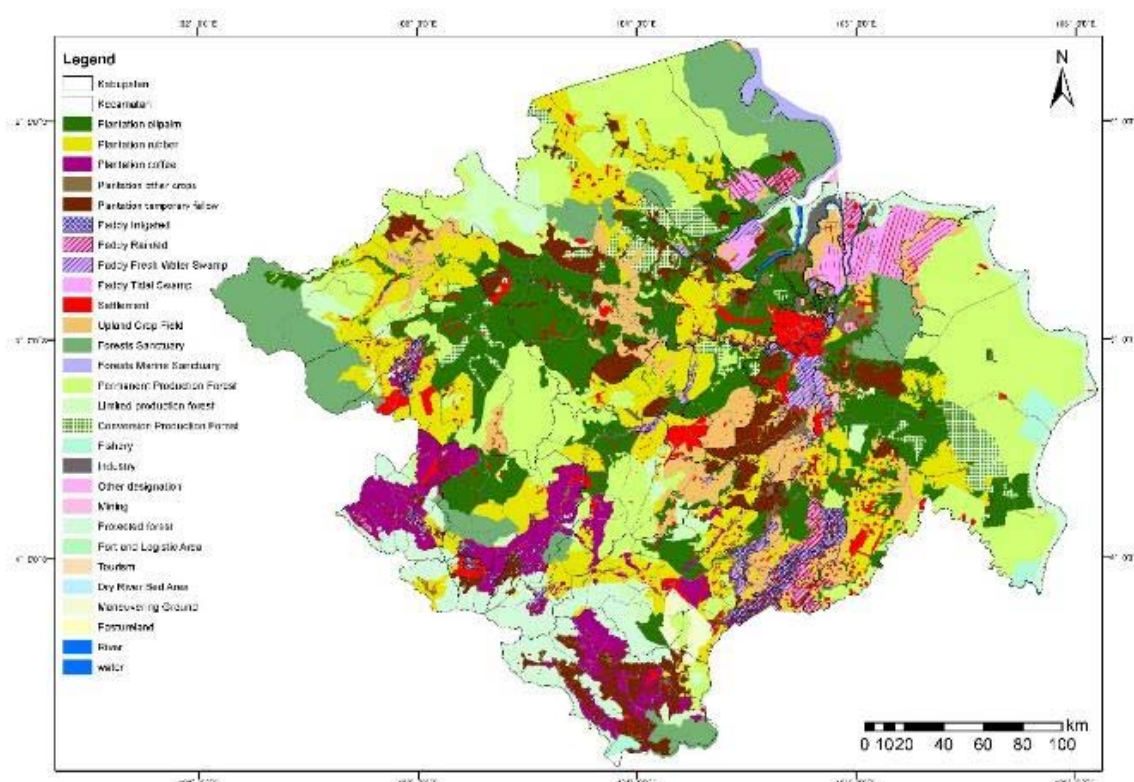 Legend
Kabupaten
Kecamatan
Plantation oilpalm
Plantation rubber
Plantation coffee
Plantation other crops
Plantation temporary fallow
Paddy Irrigated
Paddy Rainfed
Paddy Fresh Water Swamp
Paddy Tidal Swamp
Settlement
Upland Crop Field
Forests Sanctuary
Forests Marine Sanctuary
Permanent Production Forest
Limited production forest
Conversion Production Forest
Fishery
Industry
Other designation
Mining
Protected forest
Port and Logistic Area
Tourism
Dry River Bed Area
Maneuvering Ground
Pastureland
River
water
N
km
0 10 20 40 60 80 100